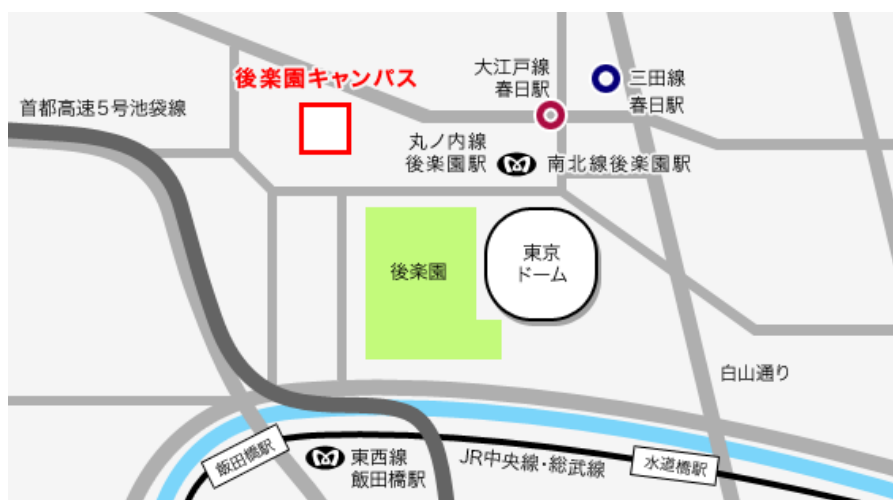 後楽園キャンパス
大江戸線
春日駅
三田線
春日駅
首都高速5号池袋線
丸ノ内線
後楽園駅
南北線後楽園駅
後楽園
東京
ドーム
白山通り
飯田橋駅
東西線
飯田橋駅
JR中央線・総武線
水道橋駅